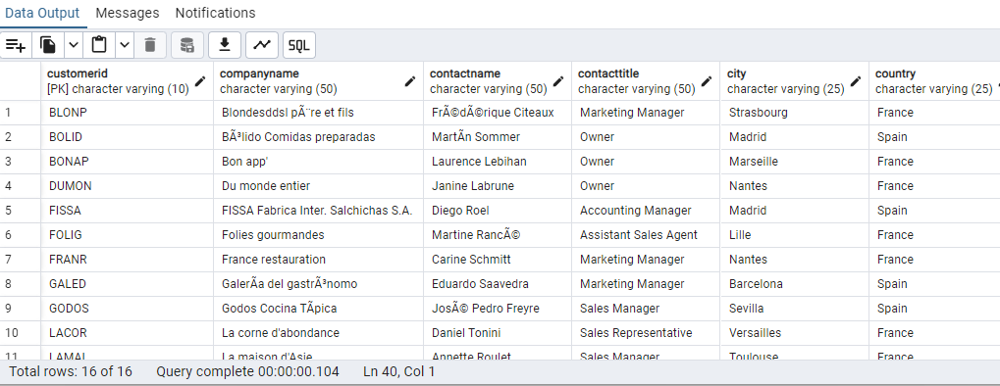 Data Output Messages Notifications
SQL
customerid companyname contactname contacttitle city country
[PK] character varying (10) character varying (50) character varying (50) character varying (50) character varying (25) character varying (25)
1 BLONP Blondesddsl pÃ¨re et fils FrÃ©dÃ©rique Citeaux Marketing Manager Strasbourg France
2 BOLID BÃ³lido Comidas preparadas MartÃn Sommer Owner Madrid Spain
3 BONAP Bon app' Laurence Lebihan Owner Marseille France
4 DUMON Du monde entier Janine Labrune Owner Nantes France
5 FISSA FISSA Fabrica Inter. Salchichas S.A. Diego Roel Accounting Manager Madrid Spain
6 FOLIG Folies gourmandes Martine RancÃ© Assistant Sales Agent Lille France
7 FRANR France restauration Carine Schmitt Marketing Manager Nantes France
8 GALED GalerÃa del gastrÃ³nomo Eduardo Saavedra Marketing Manager Barcelona Spain
9 GODOS Godos Cocina TÃpica JosÃ© Pedro Freyre Sales Manager Sevilla Spain
10 LACOR La corne d'abondance Daniel Tonini Sales Representative Versailles France
11 LAMAI La maison d'Asie Annette Roulet Sales Manager Toulouse France
Total rows: 16 of 16 Query complete 00:00:00.104 Ln 40, Col 1